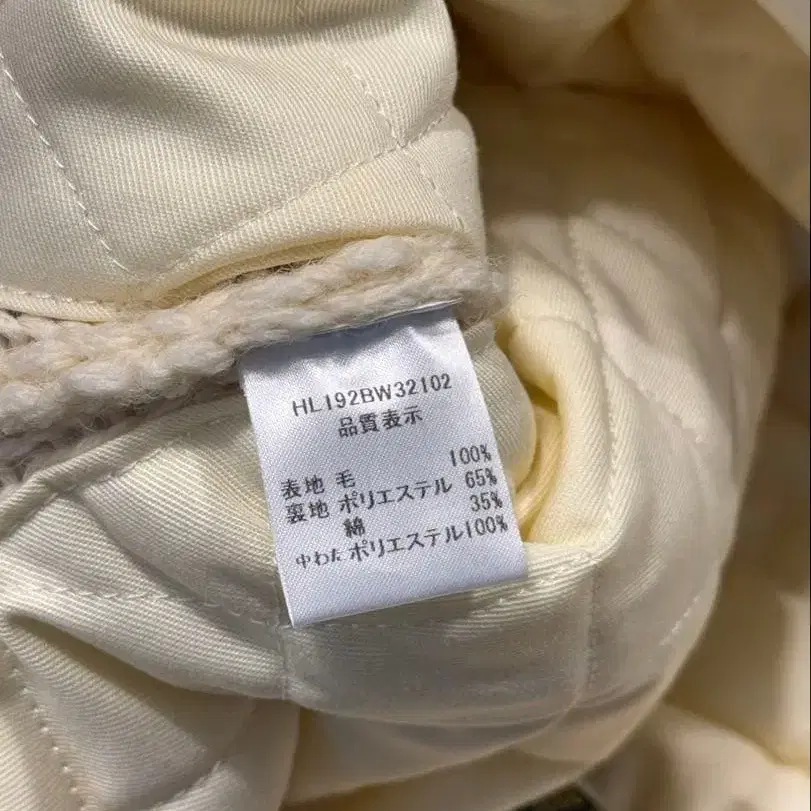 HL192BW32102
品質表示
表地 毛 100%
裏地 ポリエステル 65%
綿 35%
中わた ポリエステル100%